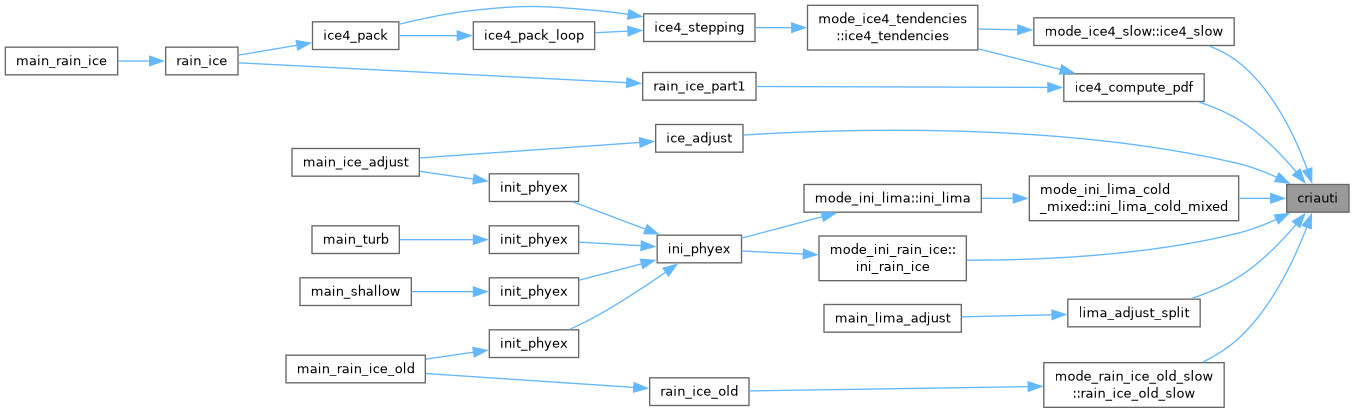 main_rain_ice
rain_ice
ice4_pack
ice4_pack_loop
ice4_stepping
mode_ice4_tendencies
::ice4_tendencies
mode_ice4_slow::ice4_slow
rain_ice_part1
ice4_compute_pdf
ice_adjust
main_ice_adjust
init_phyex
mode_ini_lima::ini_lima
mode_ini_lima_cold
_mixed::ini_lima_cold_mixed
criauti
main_turb
init_phyex
ini_phyex
mode_ini_rain_ice::
ini_rain_ice
main_shallow
init_phyex
main_lima_adjust
lima_adjust_split
init_phyex
main_rain_ice_old
rain_ice_old
mode_rain_ice_old_slow
::rain_ice_old_slow